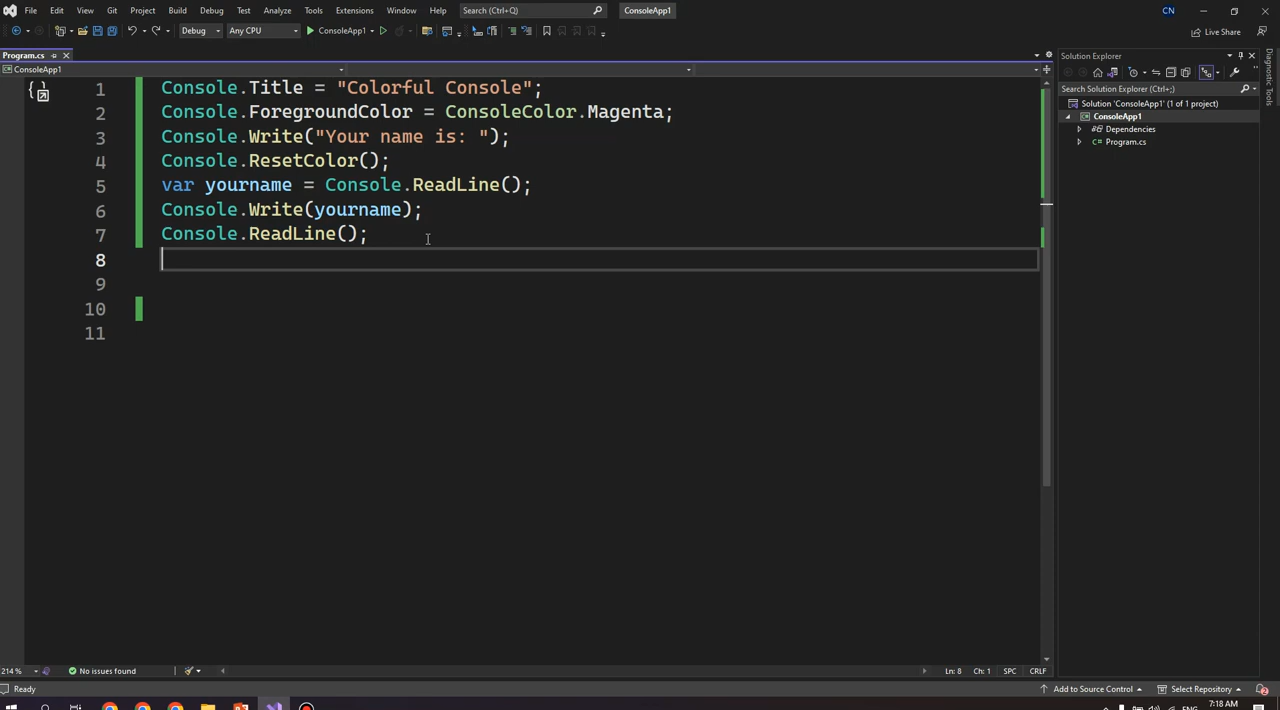 File Edit View Git Project Build Debug Test Analyze Tools Extensions Window Help Search (Ctrl+Q) ConsoleApp1 CN
Debug Any CPU ConsoleApp1 Live Share
Program.cs
ConsoleApp1
1 Console.Title = "Colorful Console";
2 Console.ForegroundColor = ConsoleColor.Magenta;
3 Console.Write("Your name is: ");
4 Console.ResetColor();
5 var yourname = Console.ReadLine();
6 Console.Write(yourname);
7 Console.ReadLine();
8
9
10
11
Solution Explorer
Search Solution Explorer (Ctrl+;)
Solution 'ConsoleApp1' (1 of 1 project)
ConsoleApp1
Dependencies
Program.cs
Diagnostic Tools
214 % No issues found Ln: 8 Ch: 1 SPC CRLF
Ready Add to Source Control Select Repository 2
7:18 AM